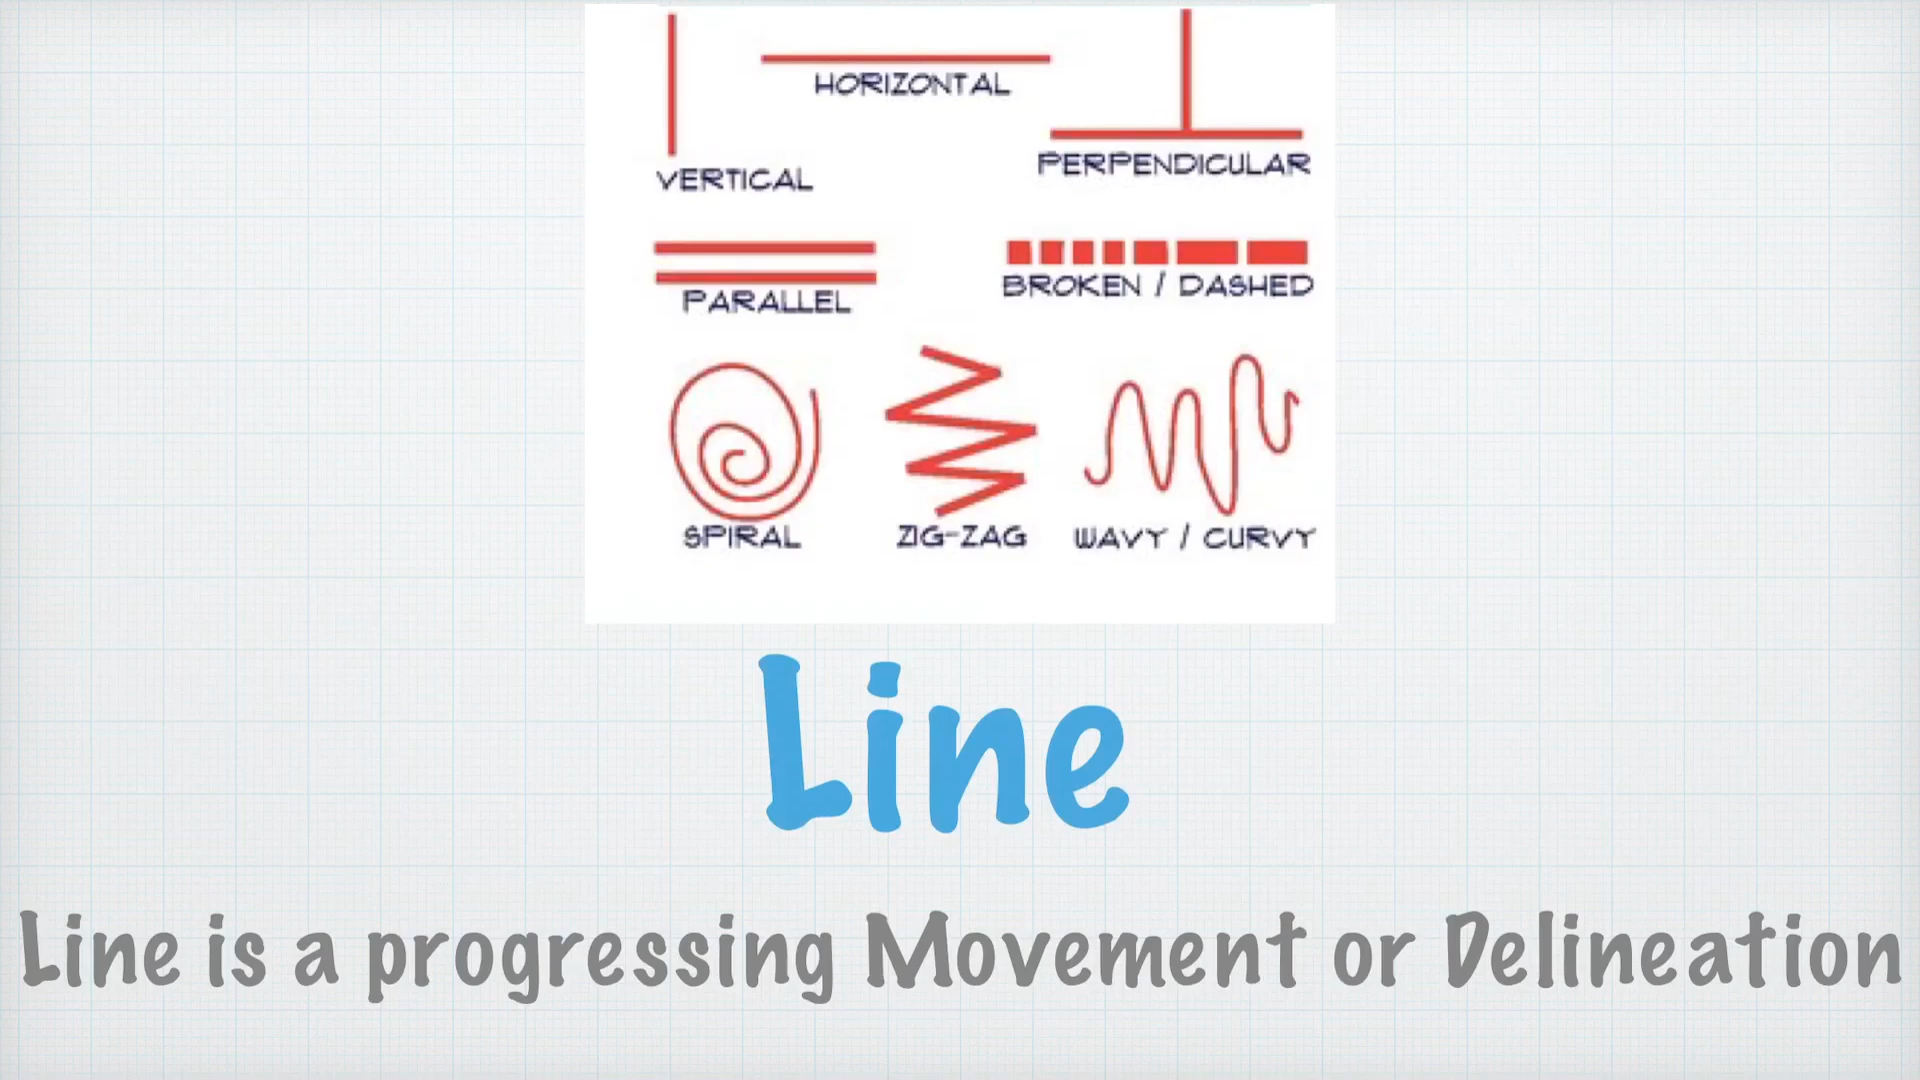 HORIZONTAL
VERTICAL
PERPENDICULAR
PARALLEL
BROKEN / DASHED
SPIRAL
ZIG-ZAG
WAVY / CURVY
Line
Line is a progressing Movement or Delineation